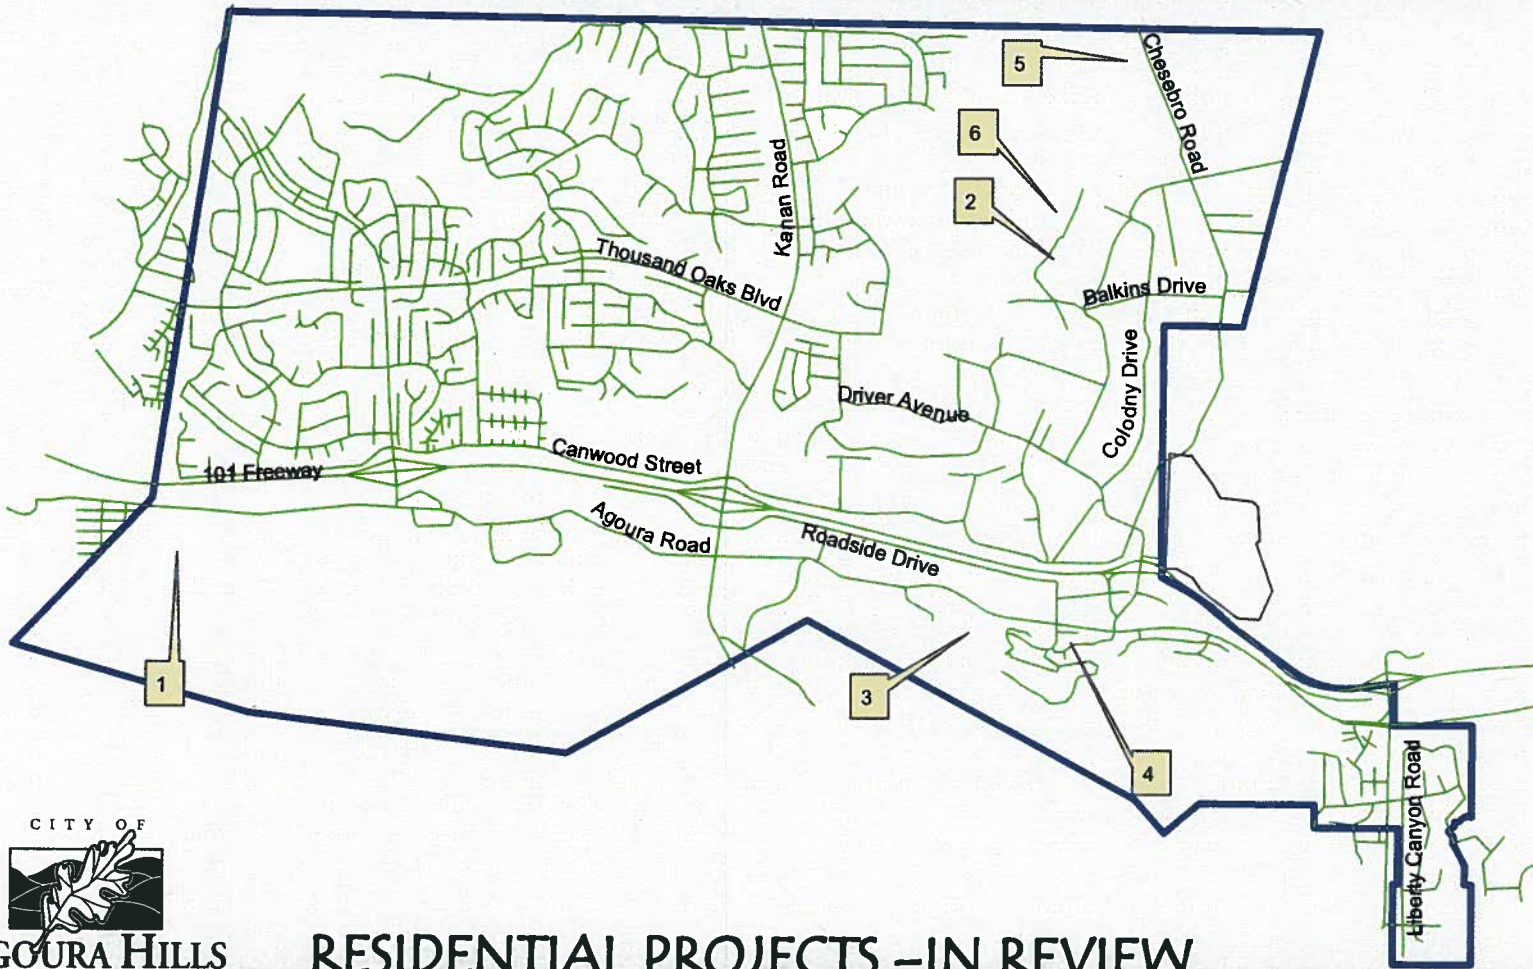 5
Chesebro Road
6
2
Kanan Road
Thousand Oaks Blvd
Balkins Drive
Colodny Drive
Driver Avenue
101 Freeway
Canwood Street
Agoura Road
Roadside Drive
1
3
4
Liberty Canyon Road
CITY OF
GOURA HILLS
RESIDENTIAL PROJECTS –IN REVIEW